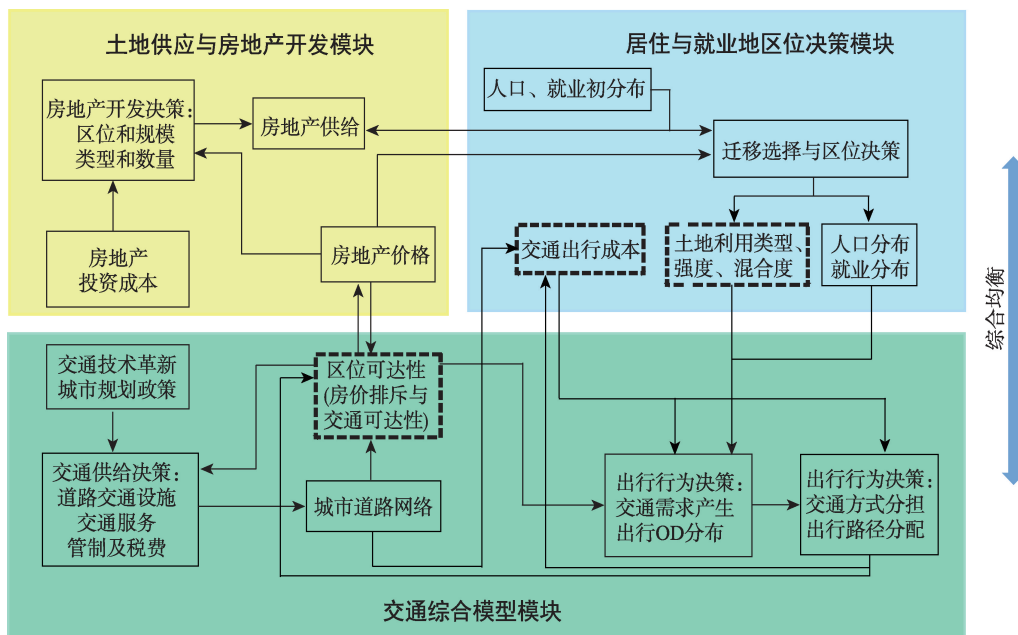 土地供应与房地产开发模块
房地产开发决策:
区位和规模
类型和数量
房地产供给
房地产
投资成本
房地产价格
居住与就业地区位决策模块
人口、就业初分布
迁移选择与区位决策
交通出行成本
土地利用类型、
强度、混合度
人口分布
就业分布
综合均衡
交通技术革新
城市规划政策
区位可达性
(房价排斥与
交通可达性)
交通供给决策:
道路交通设施
交通服务
管制及税费
城市道路网络
出行行为决策:
交通需求产生
出行OD分布
出行行为决策:
交通方式分担
出行路径分配
交通综合模型模块